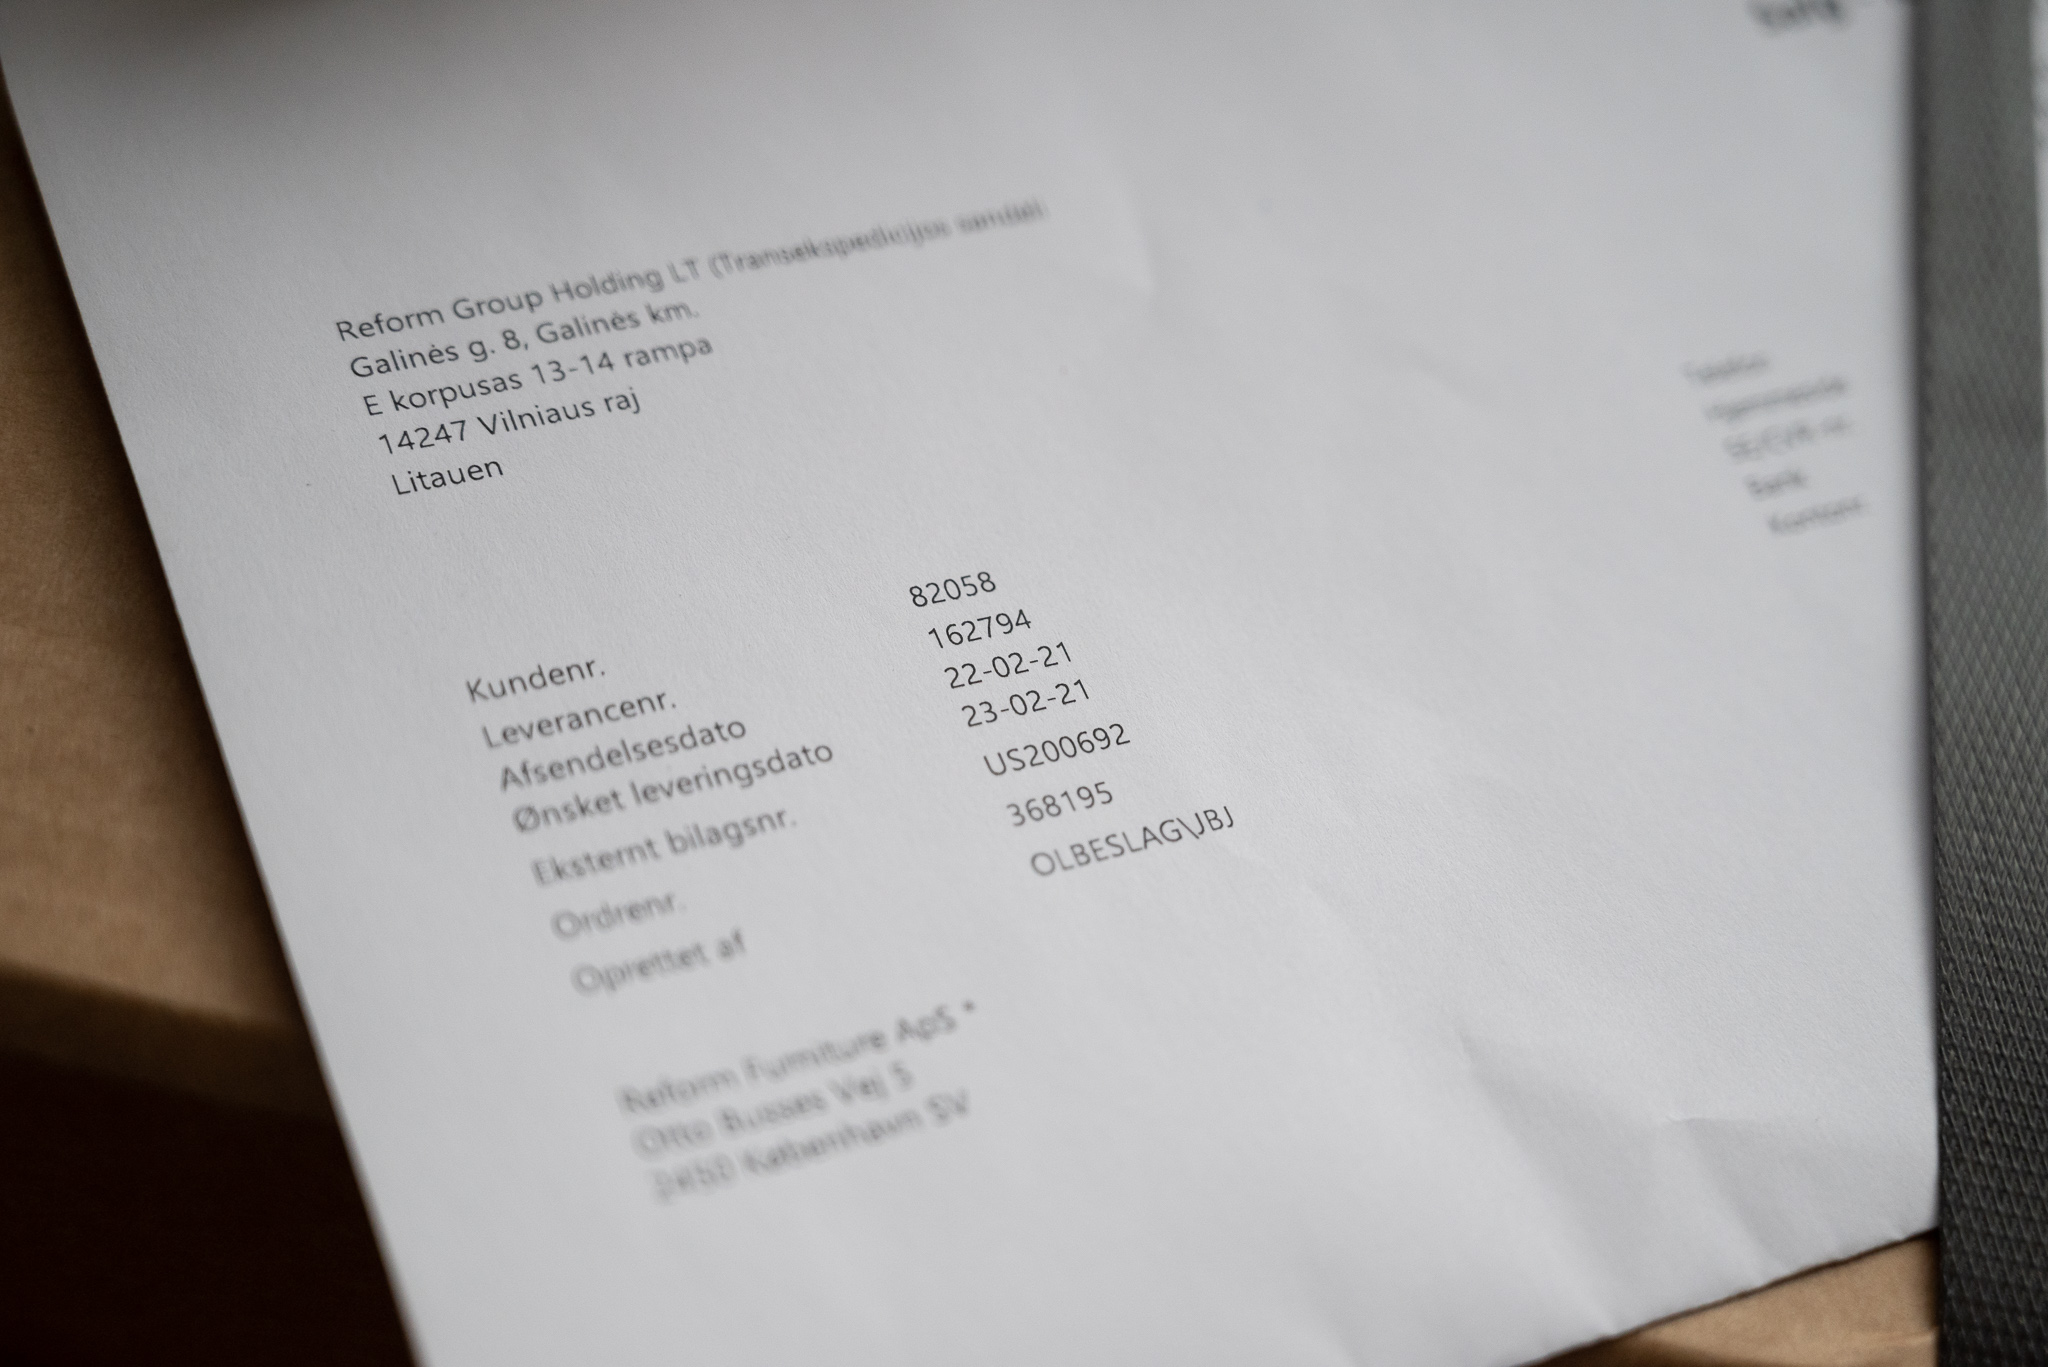 Reform Group Holding LT (Transekspedicijos sandėl
Galinės g. 8, Galinės km.
E korpusas 13-14 rampa
14247 Vilniaus raj
Litauen
Telefon
Hjemmeside
SE/CVR-nr.
Bank
Kontonr.
Kundenr. 82058
Leverancenr. 162794
Afsendelsesdato 22-02-21
Ønsket leveringsdato 23-02-21
Eksternt bilagsnr. US200692
Ordrenr. 368195
Oprettet af OLBESLAG\JBJ
Reform Furniture ApS *
Otto Busses Vej 5
2450 København SV